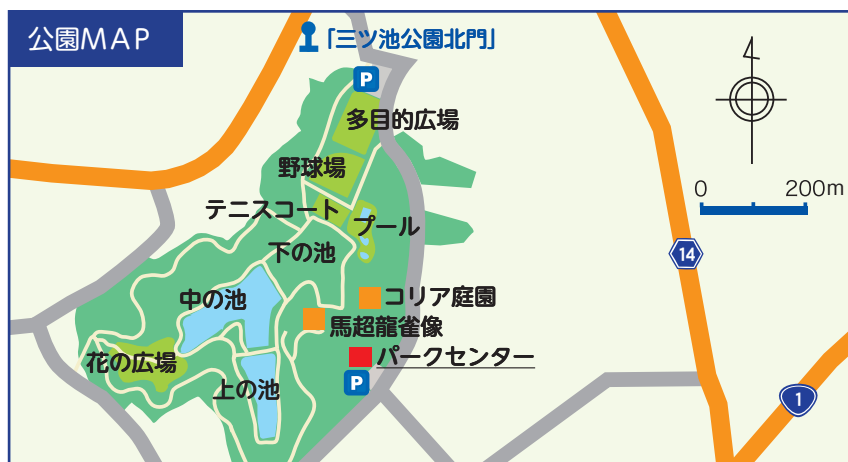 公園MAP
「三ツ池公園北門」
P
多目的広場
野球場
テニスコート
プール
下の池
0 200m
14
中の池
コリア庭園
馬超龍雀像
花の広場
パークセンター
上の池
P
1